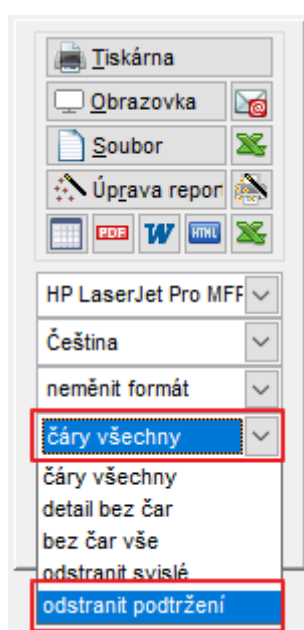 Tiskárna
Obrazovka
Soubor
Úprava repor
PDF W HTML
HP LaserJet Pro MFF
Čeština
neměnit formát
čáry všechny
čáry všechny
detail bez čar
bez čar vše
odstranit svislé
odstranit podtržení